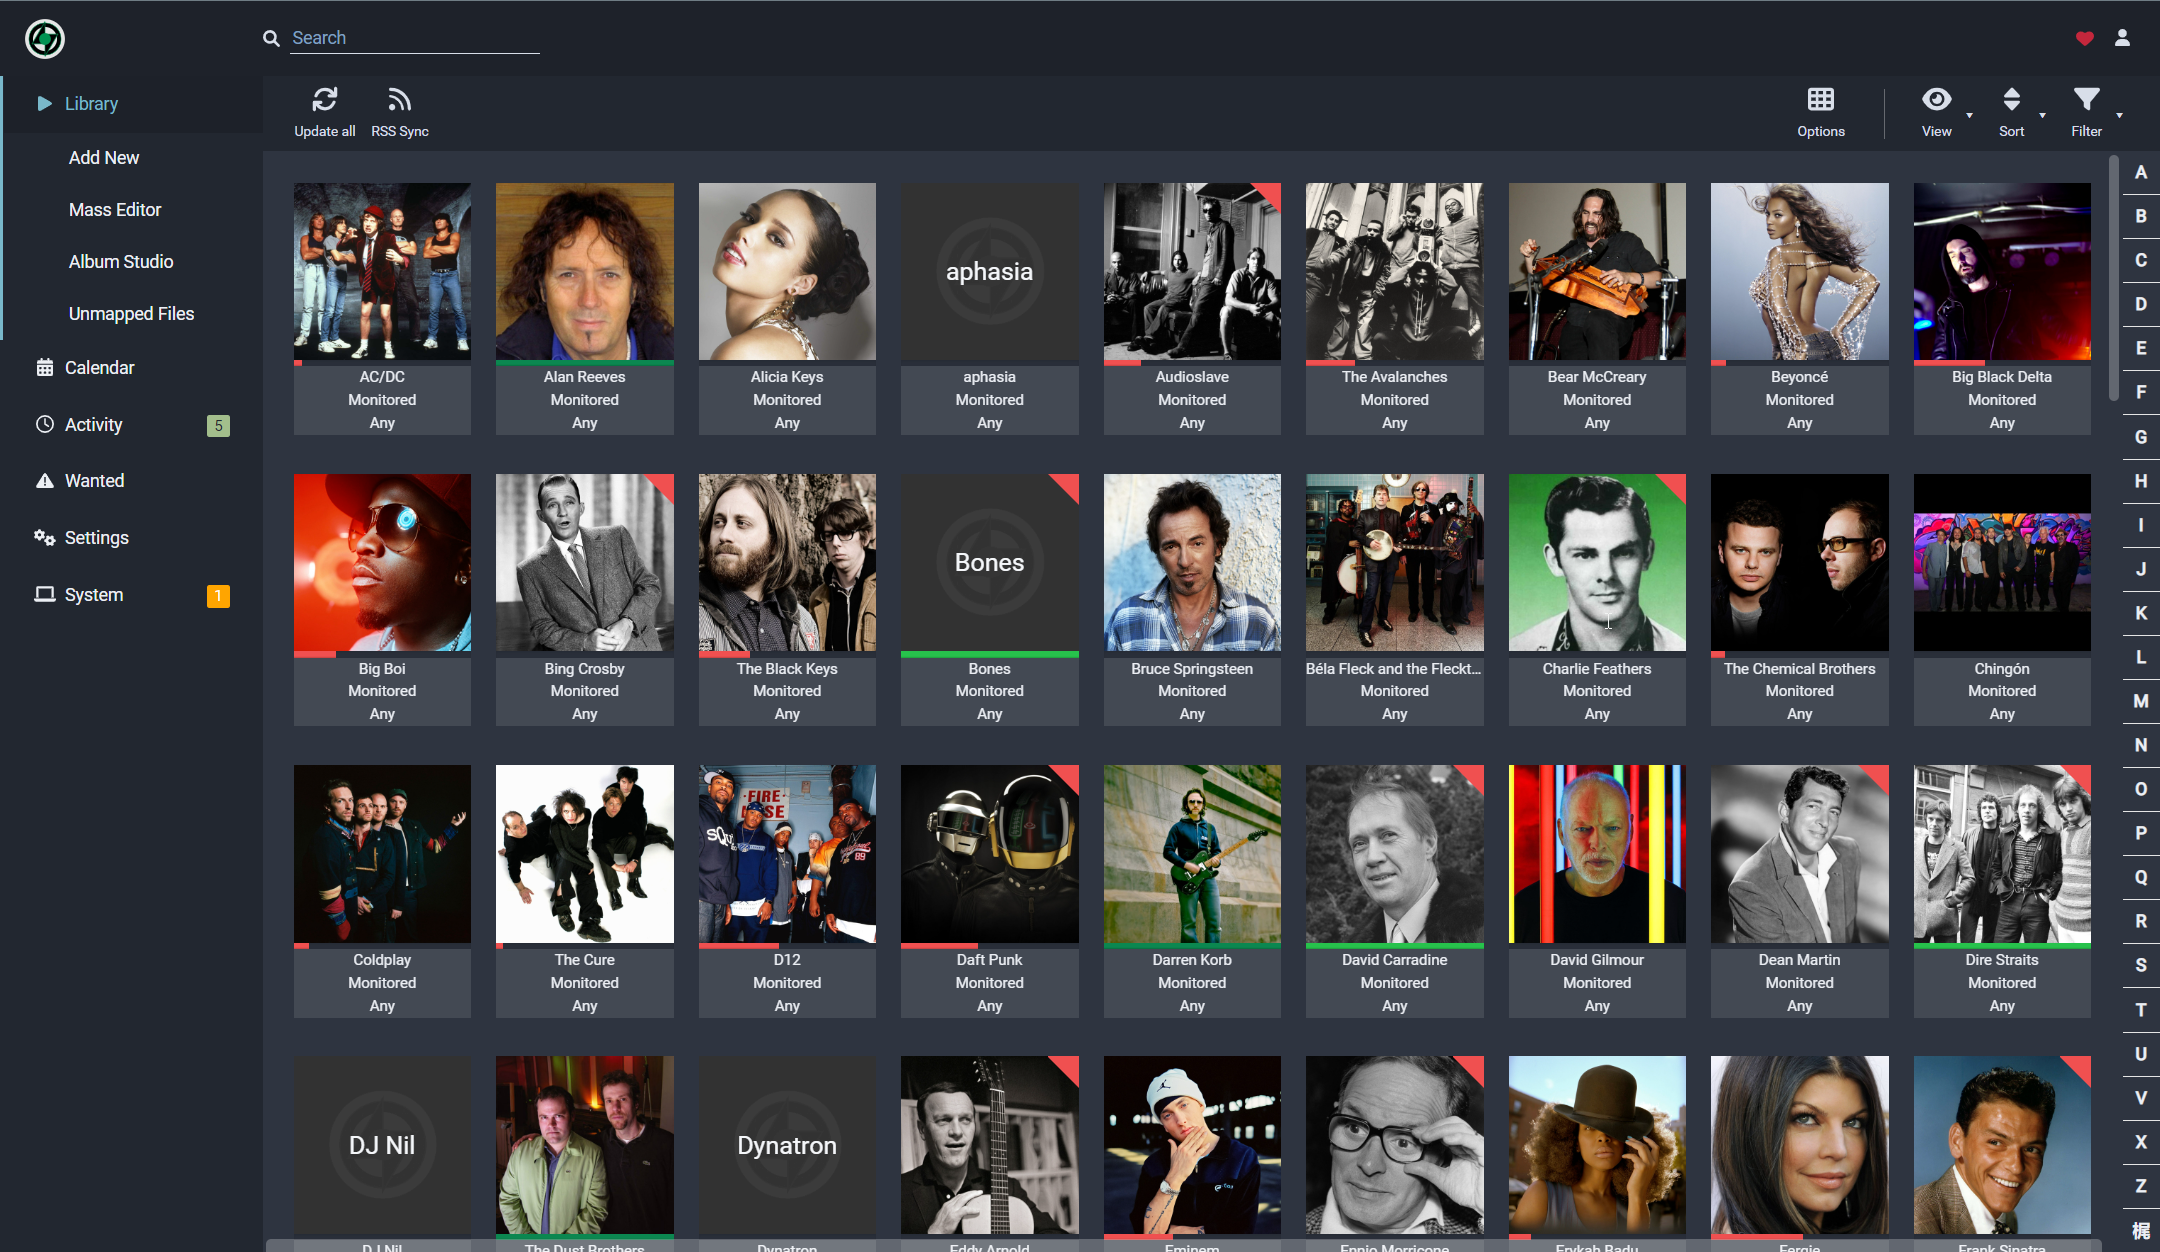 Search
Library
Add New
Mass Editor
Album Studio
Unmapped Files
Calendar
Activity 5
Wanted
Settings
System 1
Update all RSS Sync Options View Sort Filter
aphasia
AC/DC
Monitored
Any
Alan Reeves
Monitored
Any
Alicia Keys
Monitored
Any
aphasia
Monitored
Any
Audioslave
Monitored
Any
The Avalanches
Monitored
Any
Bear McCreary
Monitored
Any
Beyoncé
Monitored
Any
Big Black Delta
Monitored
Any
Bones
Big Boi
Monitored
Any
Bing Crosby
Monitored
Any
The Black Keys
Monitored
Any
Bones
Monitored
Any
Bruce Springsteen
Monitored
Any
Béla Fleck and the Fleckt...
Monitored
Any
Charlie Feathers
Monitored
Any
The Chemical Brothers
Monitored
Any
Chingón
Monitored
Any
FIRE
Coldplay
Monitored
Any
The Cure
Monitored
Any
D12
Monitored
Any
Daft Punk
Monitored
Any
Darren Korb
Monitored
Any
David Carradine
Monitored
Any
David Gilmour
Monitored
Any
Dean Martin
Monitored
Any
Dire Straits
Monitored
Any
DJ Nil
Dynatron
DJ Nil
The Dust Brothers
Dynatron
Eddy Arnold
Eminem
Ennio Morricone
Erykah Badu
Fergie
Frank Sinatra
A
B
C
D
E
F
G
H
I
J
K
L
M
N
O
P
Q
R
S
T
U
V
X
Z
梶